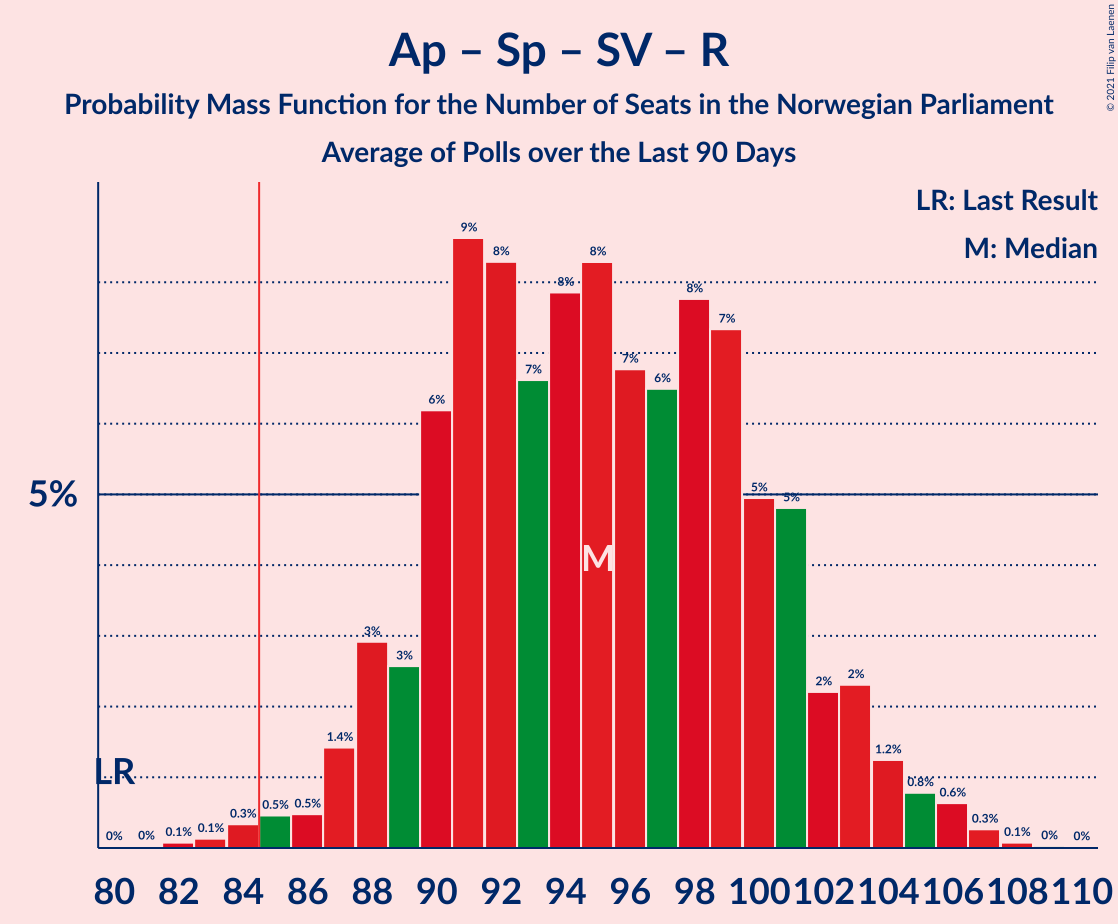 Ap – Sp – SV – R
Probability Mass Function for the Number of Seats in the Norwegian Parliament
Average of Polls over the Last 90 Days
© 2021 Filip van Laenen
LR: Last Result
M: Median
5%
LR
M
0% 0% 0.1% 0.1% 0.3% 0.5% 0.5% 1.4% 3% 3% 6% 9% 8% 7% 8% 8% 7% 6% 8% 7% 5% 5% 2% 2% 1.2% 0.8% 0.6% 0.3% 0.1% 0% 0%
80 82 84 86 88 90 92 94 96 98 100 102 104 106 108 110